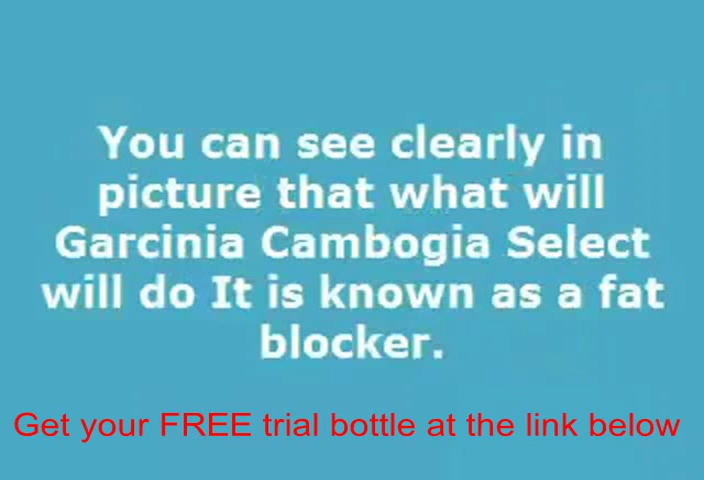 You can see clearly in
picture that what will
Garcinia Cambogia Select
will do It is known as a fat
blocker.
Get your FREE trial bottle at the link below